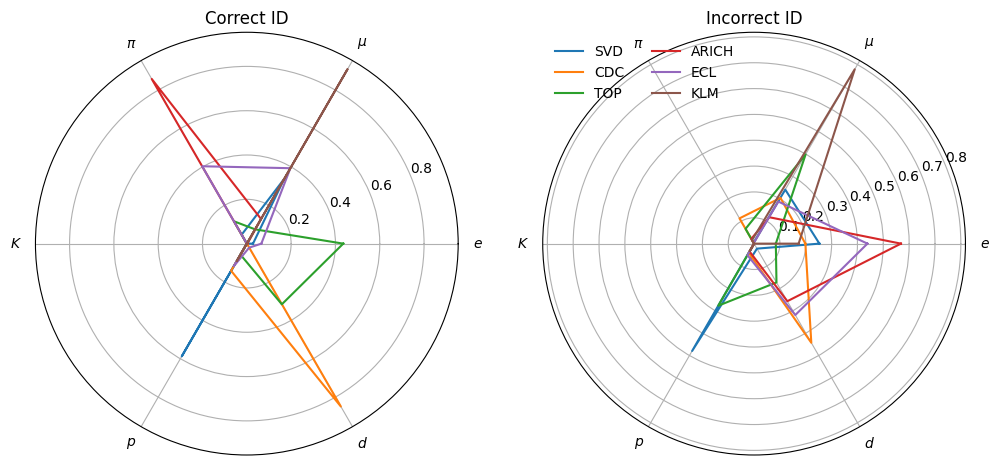 Correct ID
π
μ
K
e
p
d
0.2
0.4
0.6
0.8
Incorrect ID
π
μ
K
e
p
d
0.1
0.2
0.3
0.4
0.5
0.6
0.7
0.8
SVD
CDC
TOP
ARICH
ECL
KLM